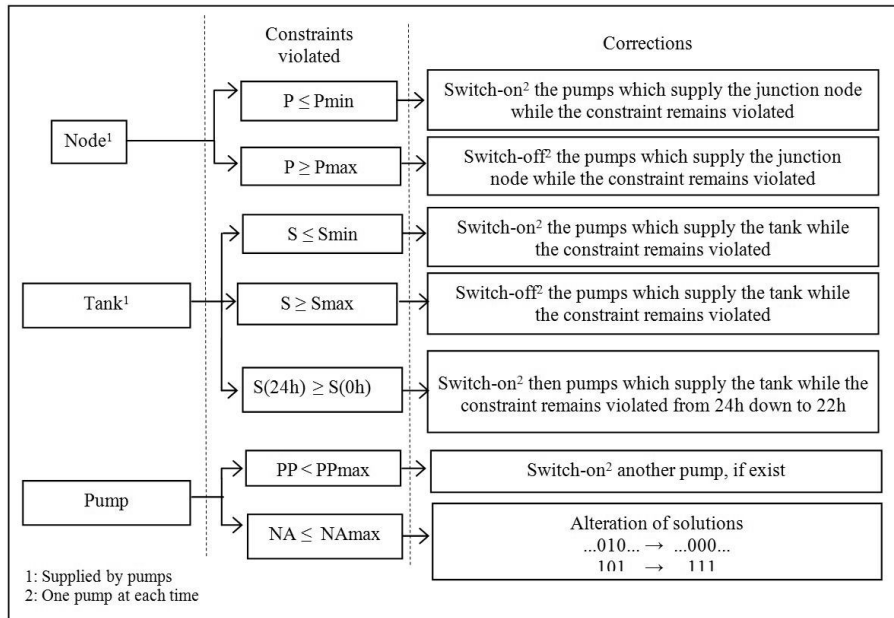 Constraints
violated
Corrections
Node¹
P ≤ Pmin
Switch-on² the pumps which supply the junction node
while the constraint remains violated
P ≥ Pmax
Switch-off² the pumps which supply the junction
node while the constraint remains violated
Tank¹
S ≤ Smin
Switch-on² the pumps which supply the tank while
the constraint remains violated
S ≥ Smax
Switch-off² the pumps which supply the tank while
the constraint remains violated
S(24h) ≥ S(0h)
Switch-on² then pumps which supply the tank while the
constraint remains violated from 24h down to 22h
Pump
PP < PPmax
Switch-on² another pump, if exist
NA ≤ NAmax
Alteration of solutions
...010... → ...000...
101 → 111
1: Supplied by pumps
2: One pump at each time